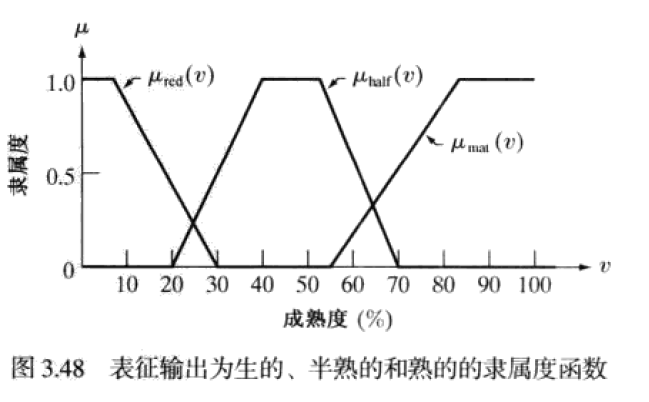 μ
1.0
μred(v)
μhalf(v)
μmat(v)
隶属度
0.5
0
v
10 20 30 40 50 60 70 80 90 100
成熟度 (%)
图 3.48 表征输出为生的、半熟的和熟的的隶属度函数